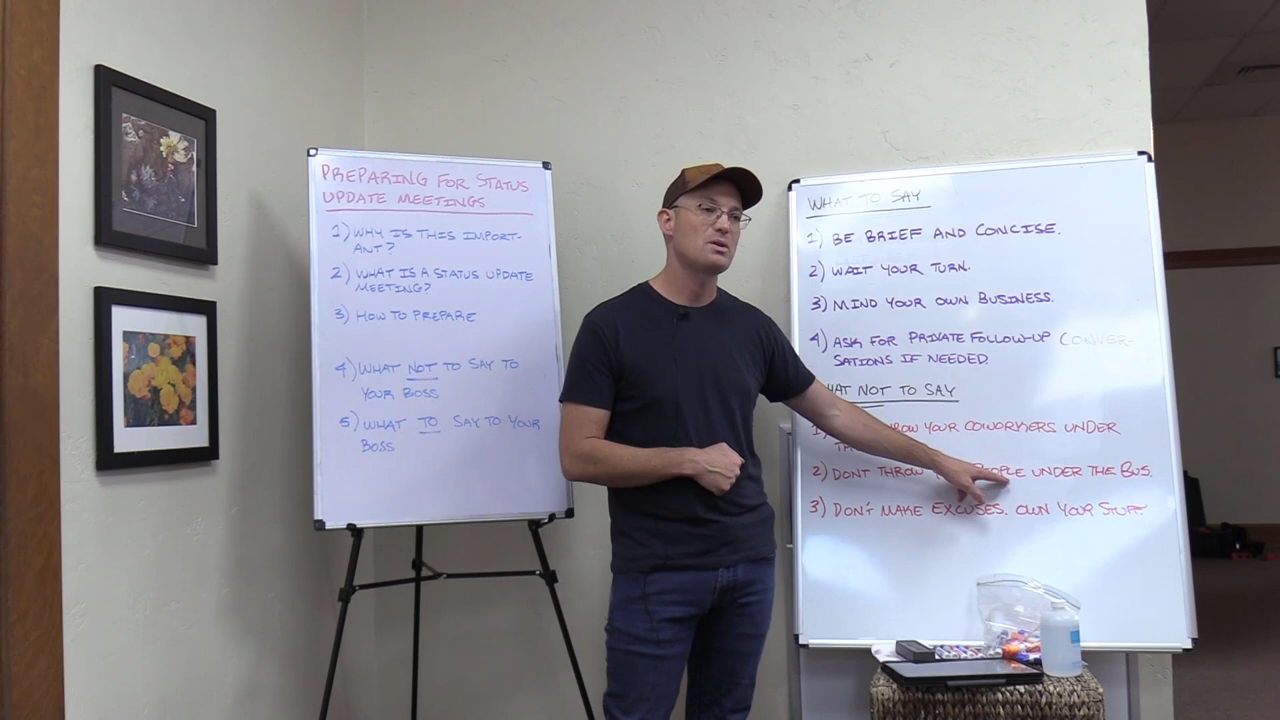 PREPARING FOR STATUS
UPDATE MEETINGS
1) WHY IS THIS IMPORT-
ANT?
2) WHAT IS A STATUS UPDATE
MEETING?
3) HOW TO PREPARE
4) WHAT NOT TO SAY TO
YOUR BOSS
5) WHAT TO SAY TO YOUR
BOSS
WHAT TO SAY
1) BE BRIEF AND CONCISE.
2) WAIT YOUR TURN.
3) MIND YOUR OWN BUSINESS.
4) ASK FOR PRIVATE FOLLOW-UP CONVER-
SATIONS IF NEEDED.
NOT TO SAY
YOUR COWORKERS UNDER
2) DONT THROW PEOPLE UNDER THE BUS.
3) DON'T MAKE EXCUSES. OWN YOUR STUFF.